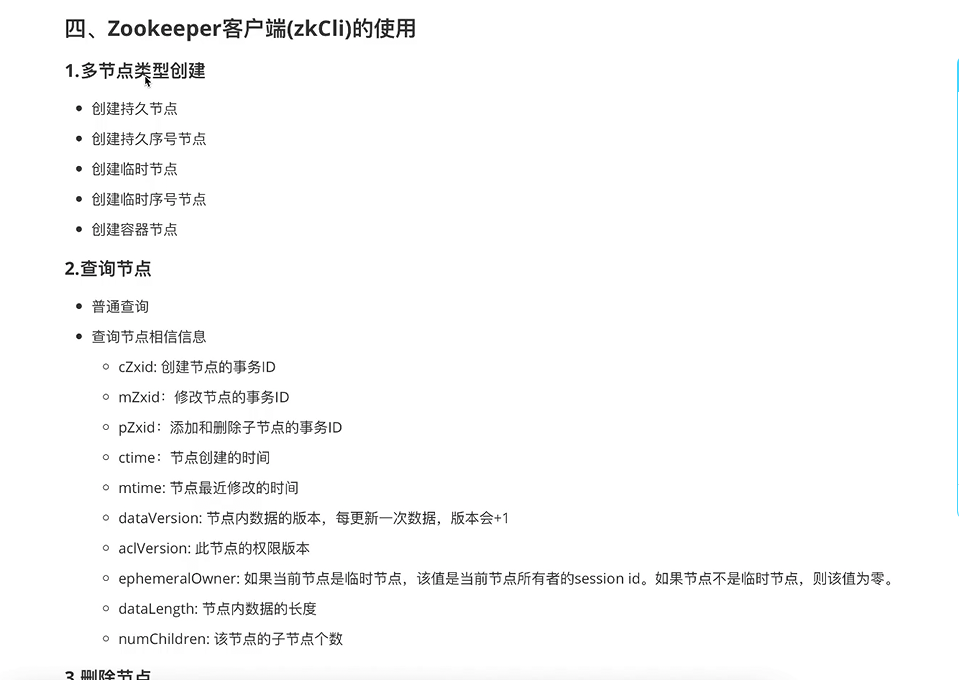 四、Zookeeper客户端(zkCli)的使用
1.多节点类型创建
创建持久节点
创建持久序号节点
创建临时节点
创建临时序号节点
创建容器节点
2.查询节点
普通查询
查询节点相信信息
cZxid: 创建节点的事务ID
mZxid：修改节点的事务ID
pZxid：添加和删除子节点的事务ID
ctime：节点创建的时间
mtime: 节点最近修改的时间
dataVersion: 节点内数据的版本，每更新一次数据，版本会+1
aclVersion: 此节点的权限版本
ephemeralOwner: 如果当前节点是临时节点，该值是当前节点所有者的session id。如果节点不是临时节点，则该值为零。
dataLength: 节点内数据的长度
numChildren: 该节点的子节点个数
3.删除节点